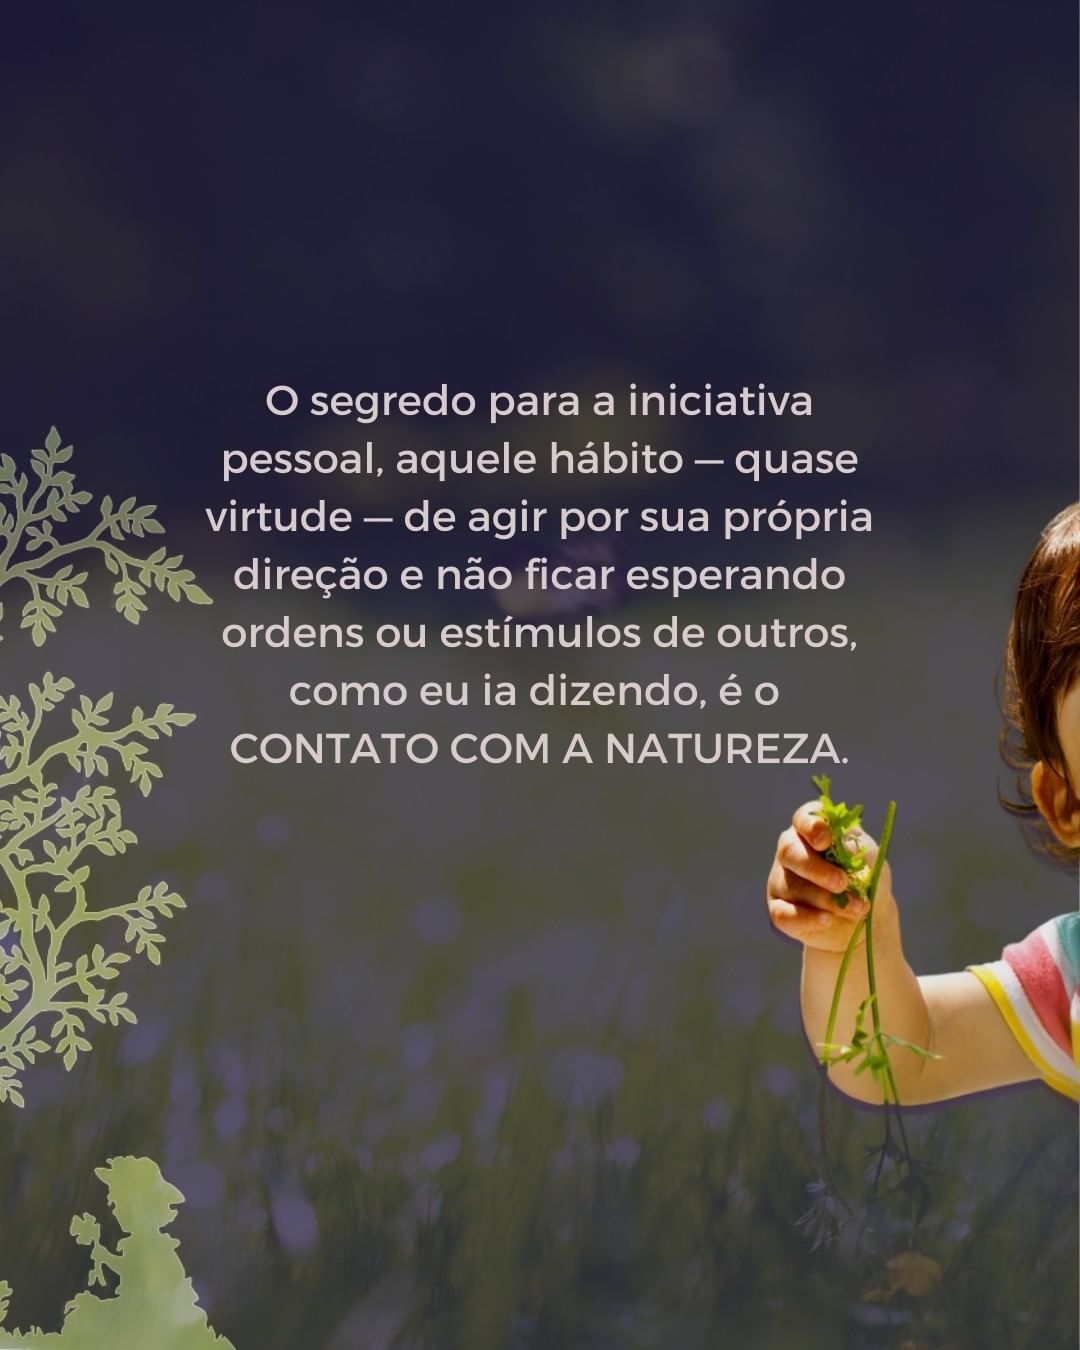 O segredo para a iniciativa
pessoal, aquele hábito — quase
virtude — de agir por sua própria
direção e não ficar esperando
ordens ou estímulos de outros,
como eu ia dizendo, é o
CONTATO COM A NATUREZA.